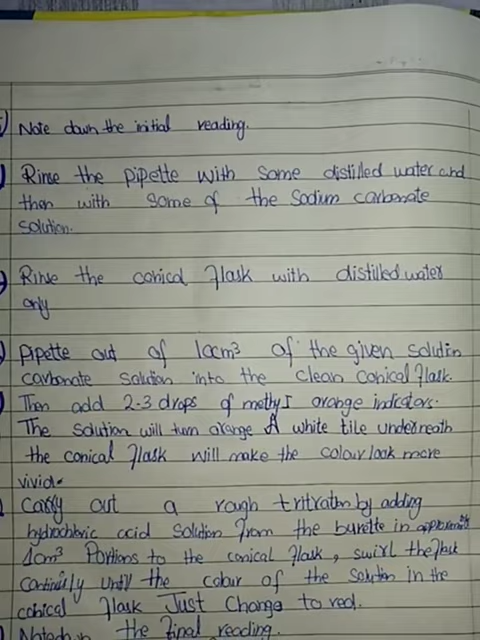 Note down the initial reading.
Rinse the pipette with some distilled water and
then with some of the Sodium carbonate
solution.
Rinse the conical flask with distilled water
only
Pipette out of 10cm³ of the given solutin
carbonate solution into the clean conical flask.
Then add 2-3 drops of methyl orange indicators.
The solution will turn orange A white tile underneath
the conical flask will make the colour look more
vivid.
Carry out a rough tritration by adding
hydrochloric acid solution from the burette in
1cm³ Portions to the conical flask, swirl the
until the colour of the solution in the
conical flask Just Change to red.
the final reading.